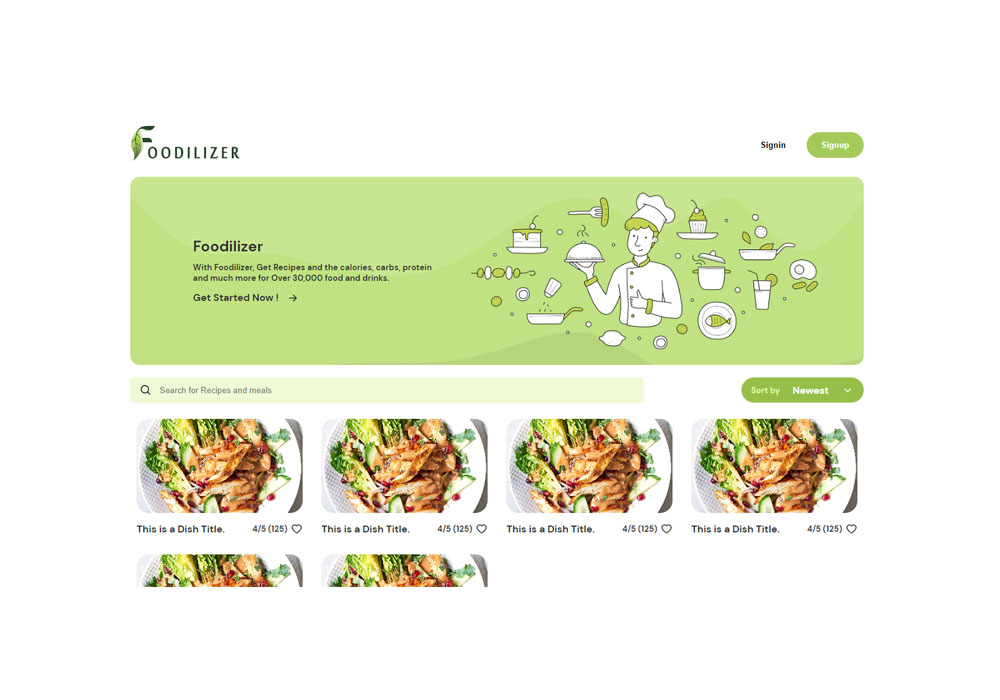 FOODILIZER
Signin
Signup
Foodilizer
With Foodilizer, Get Recipes and the calories, carbs, protein
and much more for Over 30,000 food and drinks.
Get Started Now !
Search for Recipes and meals
Sort by Newest
This is a Dish Title. 4/5 (125)
This is a Dish Title. 4/5 (125)
This is a Dish Title. 4/5 (125)
This is a Dish Title. 4/5 (125)